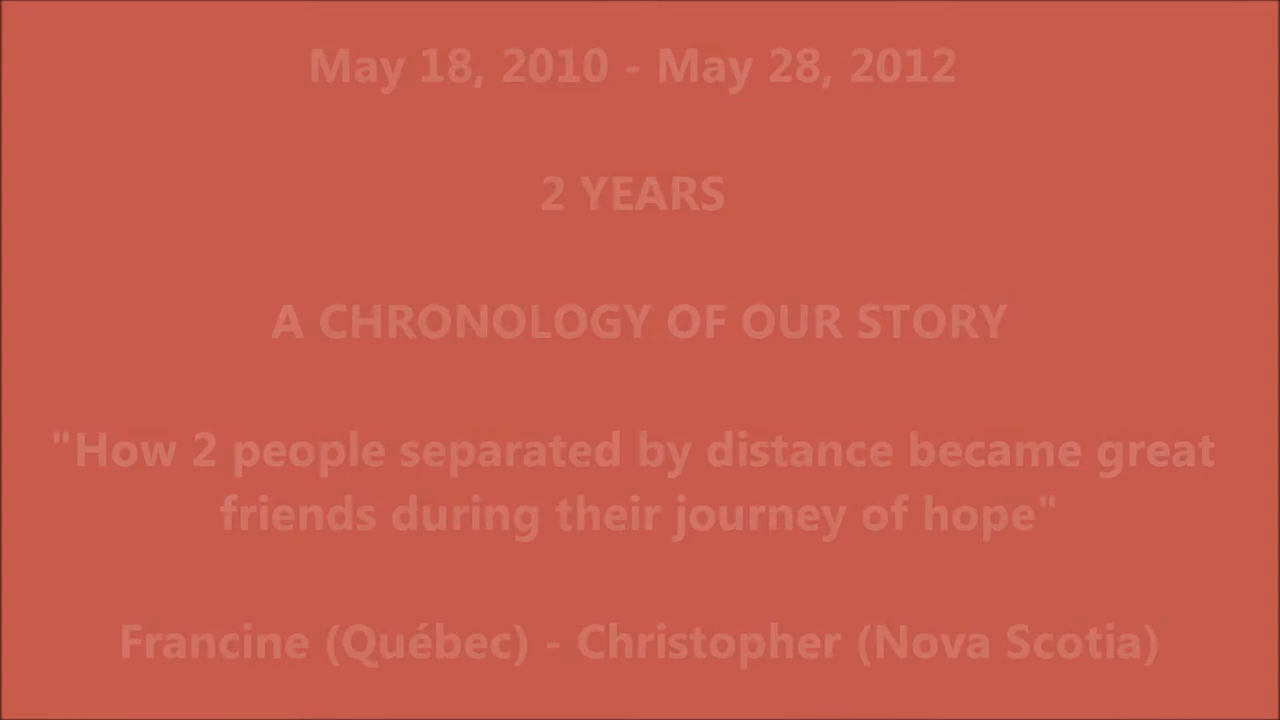 May 18, 2010 - May 28, 2012
2 YEARS
A CHRONOLOGY OF OUR STORY
"How 2 people separated by distance became great
friends during their journey of hope"
Francine (Québec) - Christopher (Nova Scotia)